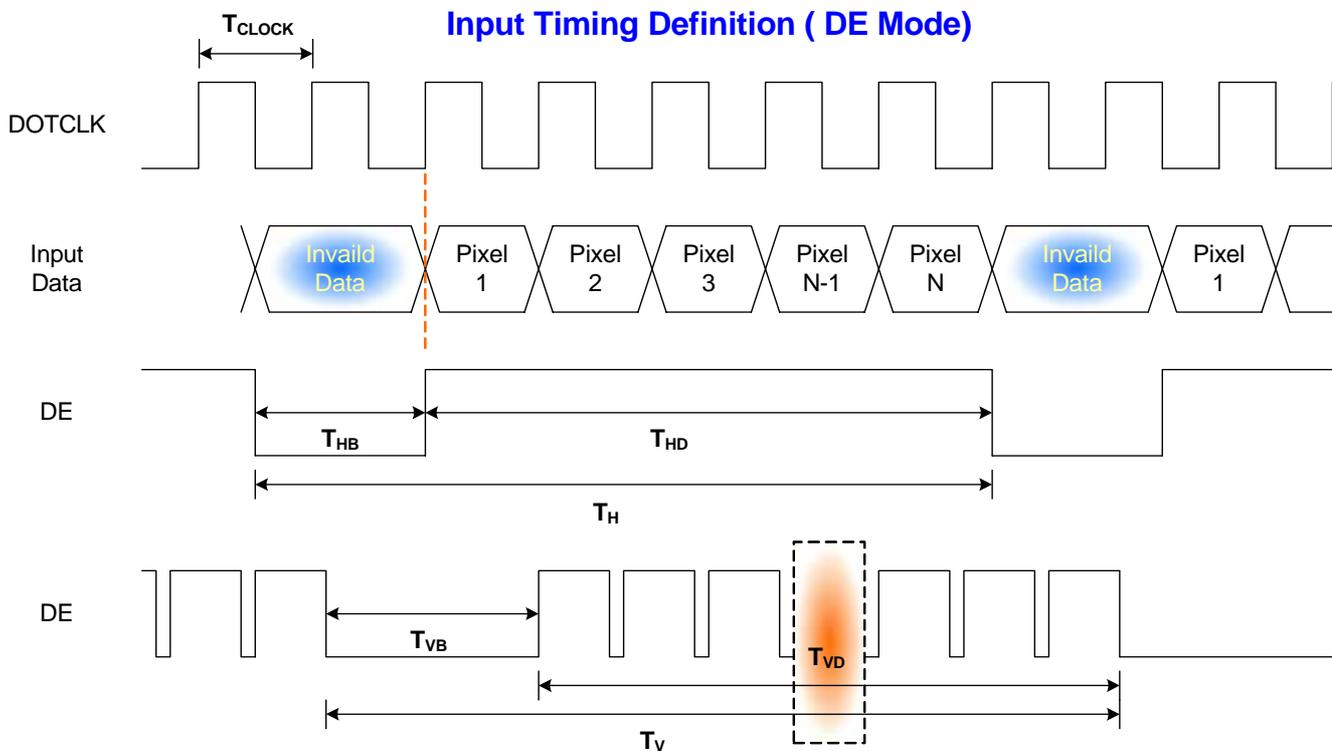 Input Timing Definition ( DE Mode)
TCLOCK
DOTCLK
Input
Data
Invaild
Data
Pixel
1
Pixel
2
Pixel
3
Pixel
N-1
Pixel
N
Invaild
Data
Pixel
1
DE
THB
THD
TH
DE
TVB
TVD
TV